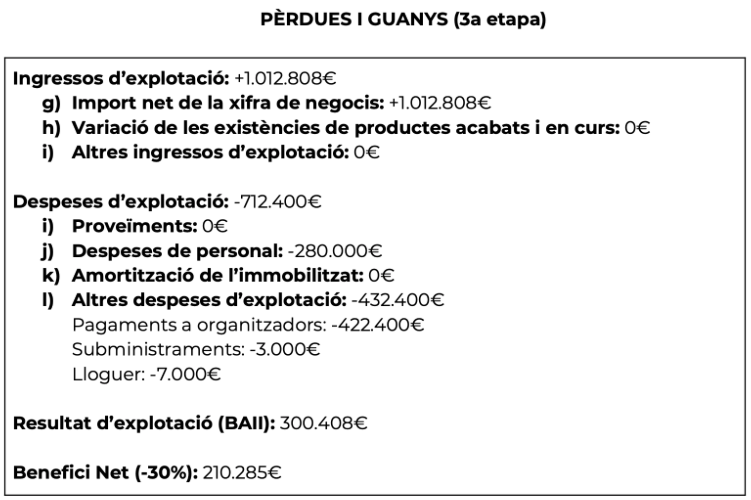 PÈRDUES I GUANYS (3a etapa)
Ingressos d'explotació: +1.012.808€
g) Import net de la xifra de negocis: +1.012.808€
h) Variació de les existències de productes acabats i en curs: 0€
i) Altres ingressos d'explotació: 0€
Despeses d'explotació: -712.400€
i) Proveïments: 0€
j) Despeses de personal: -280.000€
k) Amortització de l'immobilitzat: 0€
l) Altres despeses d'explotació: -432.400€
Pagaments a organitzadors: -422.400€
Subministraments: -3.000€
Lloguer: -7.000€
Resultat d'explotació (BAII): 300.408€
Benefici Net (-30%): 210.285€